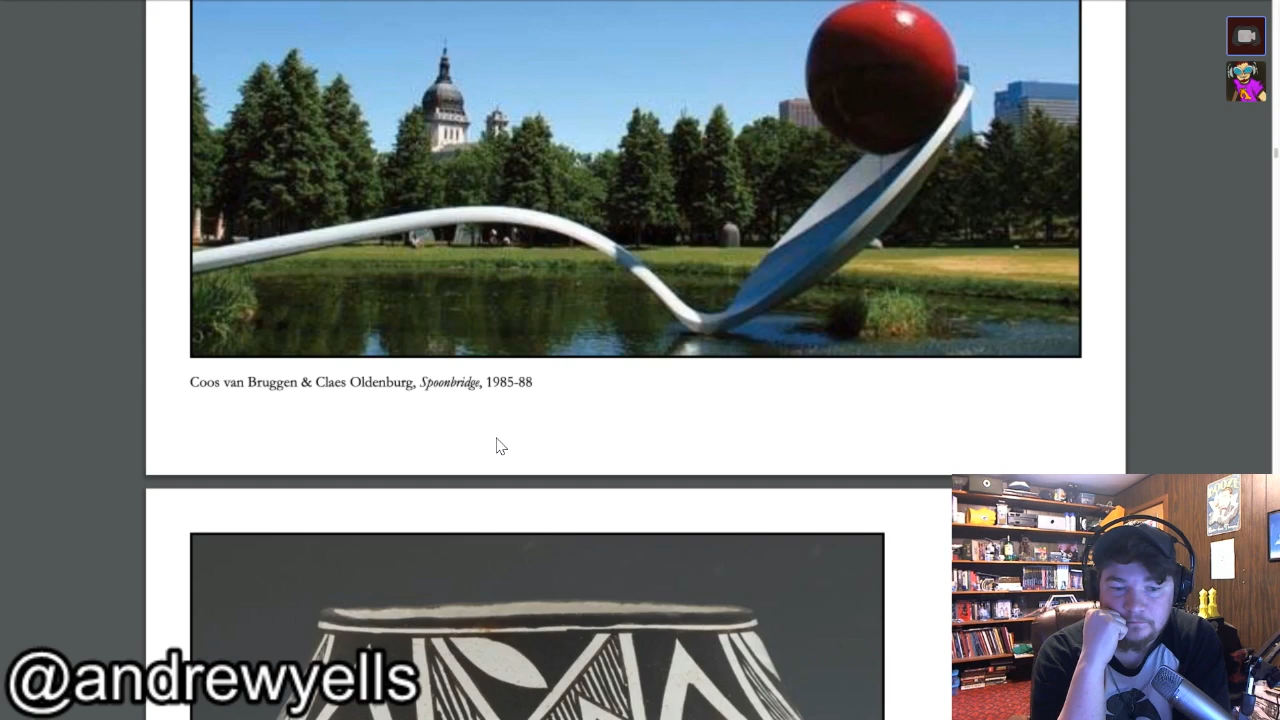 Coos van Bruggen & Claes Oldenburg, Spoonbridge, 1985-88
@andrewyells